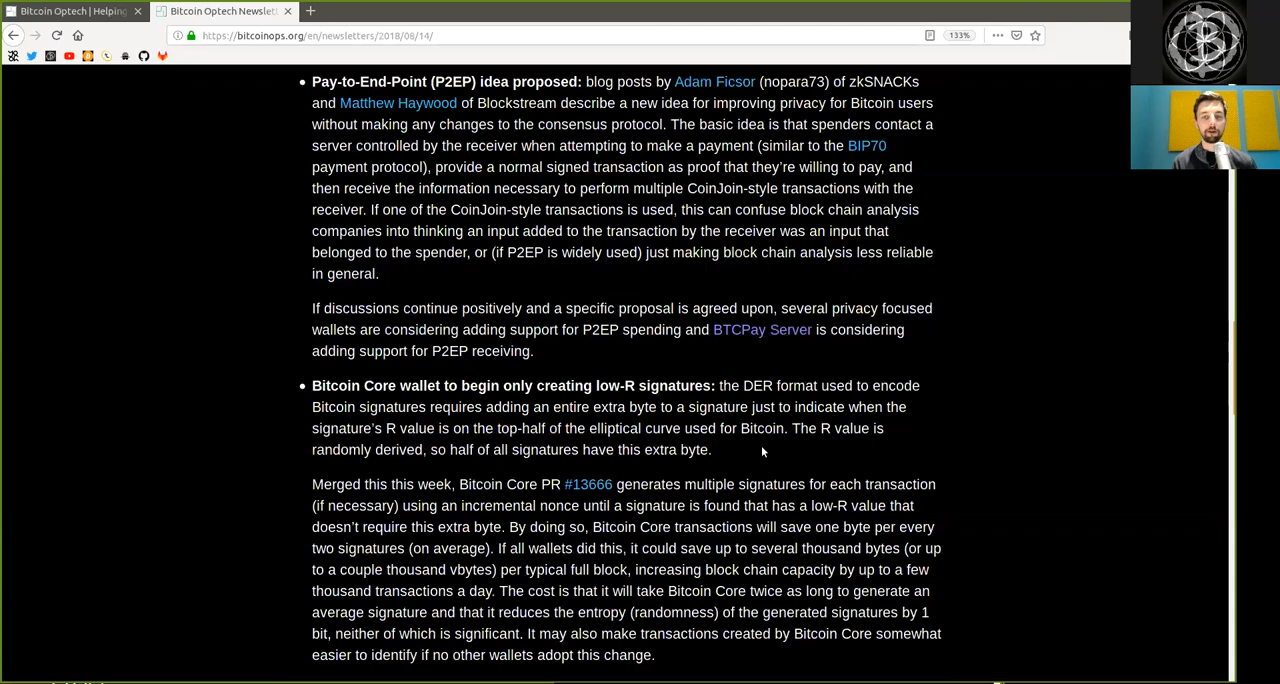 Bitcoin Optech | Helping
Bitcoin Optech Newslett
https://bitcoinops.org/en/newsletters/2018/08/14/
133%
• Pay-to-End-Point (P2EP) idea proposed: blog posts by Adam Ficsor (nopara73) of zkSNACKs
and Matthew Haywood of Blockstream describe a new idea for improving privacy for Bitcoin users
without making any changes to the consensus protocol. The basic idea is that spenders contact a
server controlled by the receiver when attempting to make a payment (similar to the BIP70
payment protocol), provide a normal signed transaction as proof that they're willing to pay, and
then receive the information necessary to perform multiple CoinJoin-style transactions with the
receiver. If one of the CoinJoin-style transactions is used, this can confuse block chain analysis
companies into thinking an input added to the transaction by the receiver was an input that
belonged to the spender, or (if P2EP is widely used) just making block chain analysis less reliable
in general.
If discussions continue positively and a specific proposal is agreed upon, several privacy focused
wallets are considering adding support for P2EP spending and BTCPay Server is considering
adding support for P2EP receiving.
• Bitcoin Core wallet to begin only creating low-R signatures: the DER format used to encode
Bitcoin signatures requires adding an entire extra byte to a signature just to indicate when the
signature's R value is on the top-half of the elliptical curve used for Bitcoin. The R value is
randomly derived, so half of all signatures have this extra byte.
Merged this this week, Bitcoin Core PR #13666 generates multiple signatures for each transaction
(if necessary) using an incremental nonce until a signature is found that has a low-R value that
doesn't require this extra byte. By doing so, Bitcoin Core transactions will save one byte per every
two signatures (on average). If all wallets did this, it could save up to several thousand bytes (or up
to a couple thousand vbytes) per typical full block, increasing block chain capacity by up to a few
thousand transactions a day. The cost is that it will take Bitcoin Core twice as long to generate an
average signature and that it reduces the entropy (randomness) of the generated signatures by 1
bit, neither of which is significant. It may also make transactions created by Bitcoin Core somewhat
easier to identify if no other wallets adopt this change.